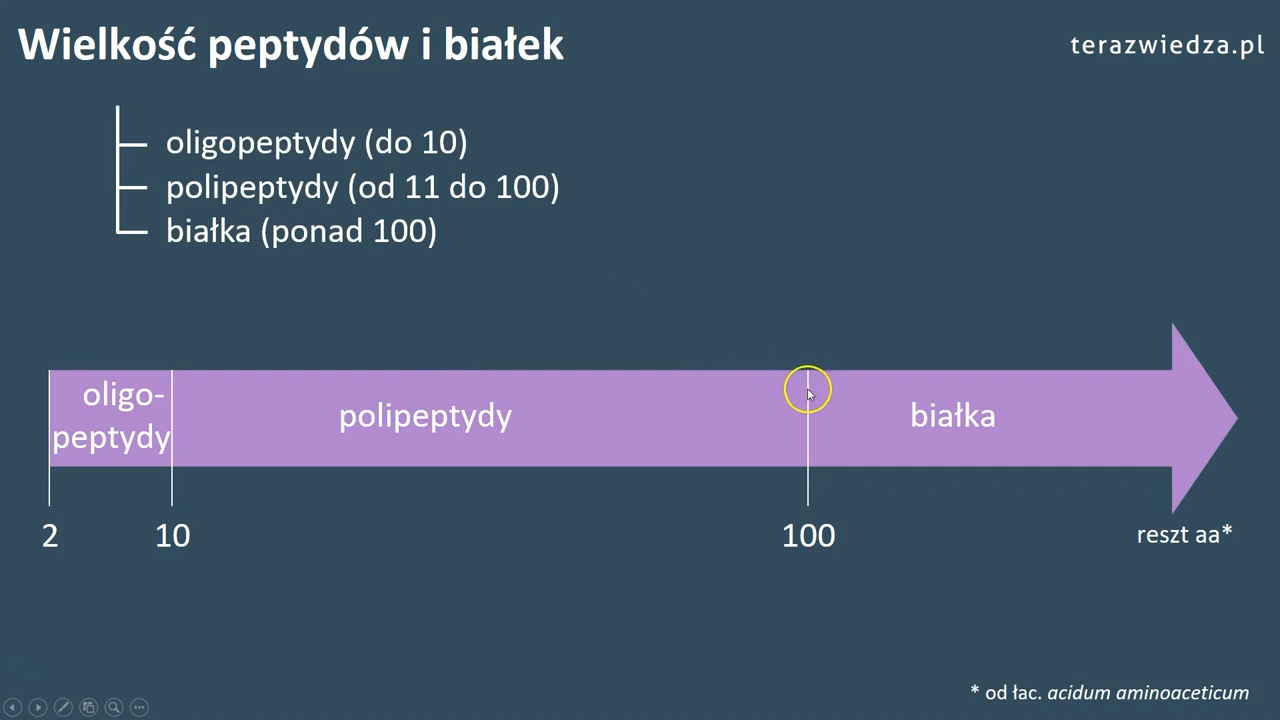 Wielkość peptydów i białek
terazwiedza.pl
oligopeptydy (do 10)
polipeptydy (od 11 do 100)
białka (ponad 100)
oligo-
peptydy
polipeptydy
białka
2
10
100
reszt aa*
* od łac. acidum aminoaceticum